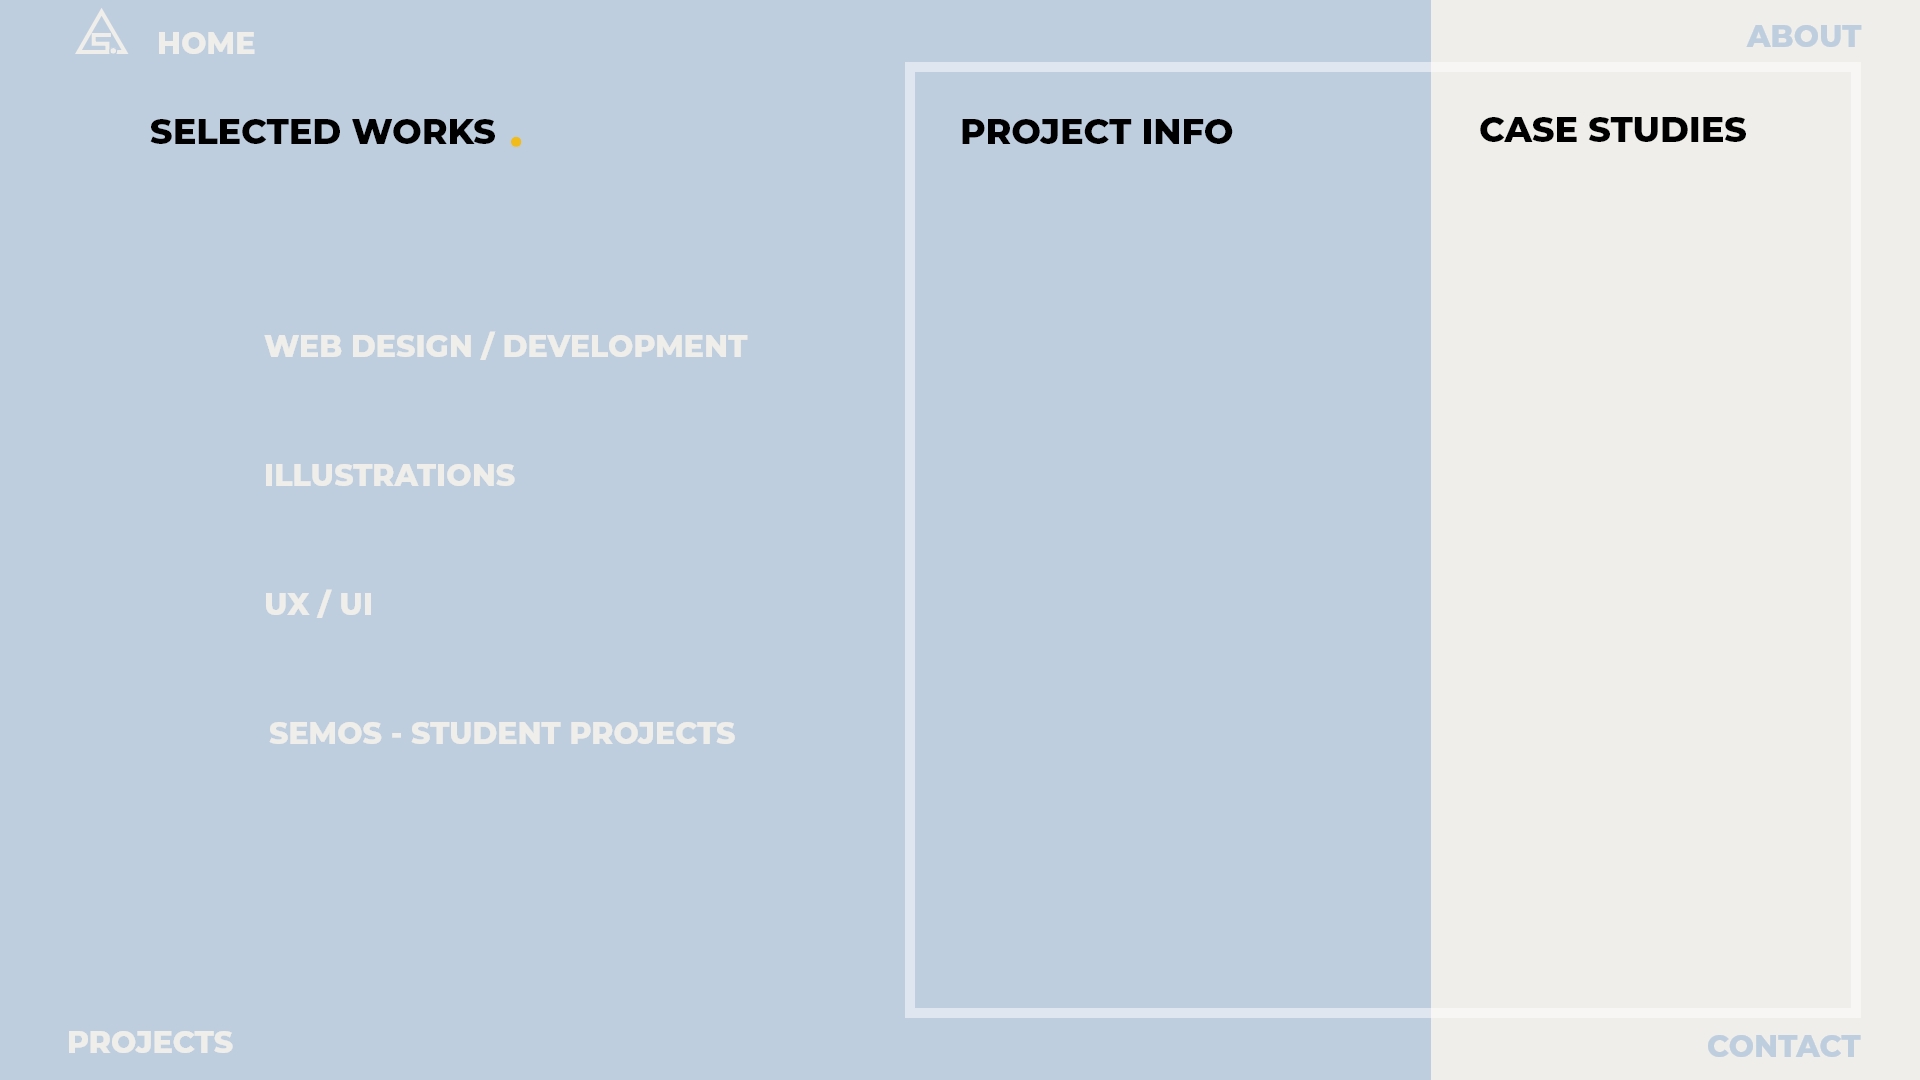 HOME
ABOUT
SELECTED WORKS .
PROJECT INFO
CASE STUDIES
WEB DESIGN / DEVELOPMENT
ILLUSTRATIONS
UX / UI
SEMOS - STUDENT PROJECTS
PROJECTS
CONTACT